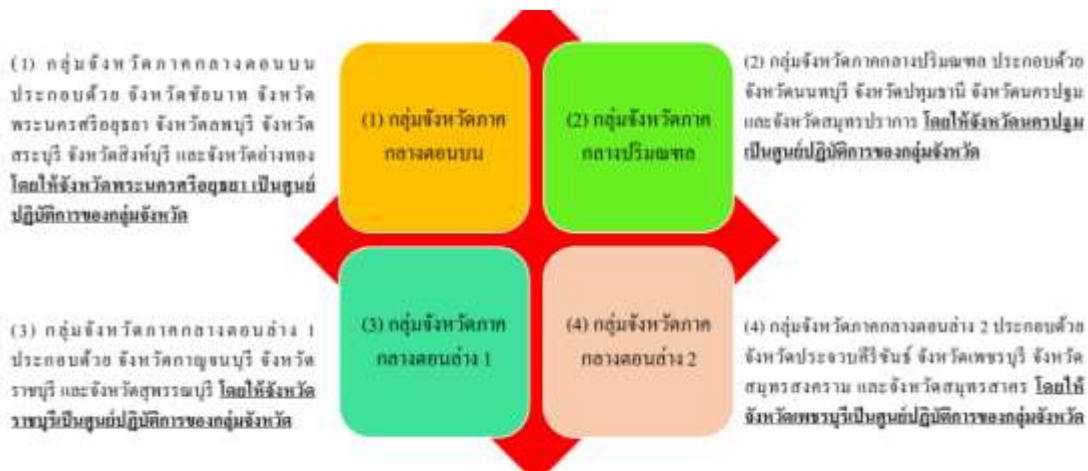 (1) กลุ่มจังหวัดภาคกลางตอนบน
ประกอบด้วย จังหวัดชัยนาท จังหวัด
พระนครศรีอยุธยา จังหวัดลพบุรี จังหวัด
สระบุรี จังหวัดสิงห์บุรี และจังหวัดอ่างทอง
โดยให้จังหวัดพระนครศรีอยุธยา เป็นศูนย์
ปฏิบัติการของกลุ่มจังหวัด
(1) กลุ่มจังหวัดภาค
กลางตอนบน
(2) กลุ่มจังหวัดภาค
กลางปริมณฑล
(2) กลุ่มจังหวัดภาคกลางปริมณฑล ประกอบด้วย
จังหวัดนนทบุรี จังหวัดปทุมธานี จังหวัดนครปฐม
และจังหวัดสมุทรปราการ โดยให้จังหวัดนครปฐม
เป็นศูนย์ปฏิบัติการของกลุ่มจังหวัด
(3) กลุ่มจังหวัดภาคกลางตอนล่าง 1
ประกอบด้วย จังหวัดกาญจนบุรี จังหวัด
ราชบุรี และจังหวัดสุพรรณบุรี โดยให้จังหวัด
ราชบุรีเป็นศูนย์ปฏิบัติการของกลุ่มจังหวัด
(3) กลุ่มจังหวัดภาค
กลางตอนล่าง 1
(4) กลุ่มจังหวัดภาค
กลางตอนล่าง 2
(4) กลุ่มจังหวัดภาคกลางตอนล่าง 2 ประกอบด้วย
จังหวัดประจวบคีรีขันธ์ จังหวัดเพชรบุรี จังหวัด
สมุทรสงคราม และจังหวัดสมุทรสาคร โดยให้
จังหวัดเพชรบุรีเป็นศูนย์ปฏิบัติการของกลุ่มจังหวัด